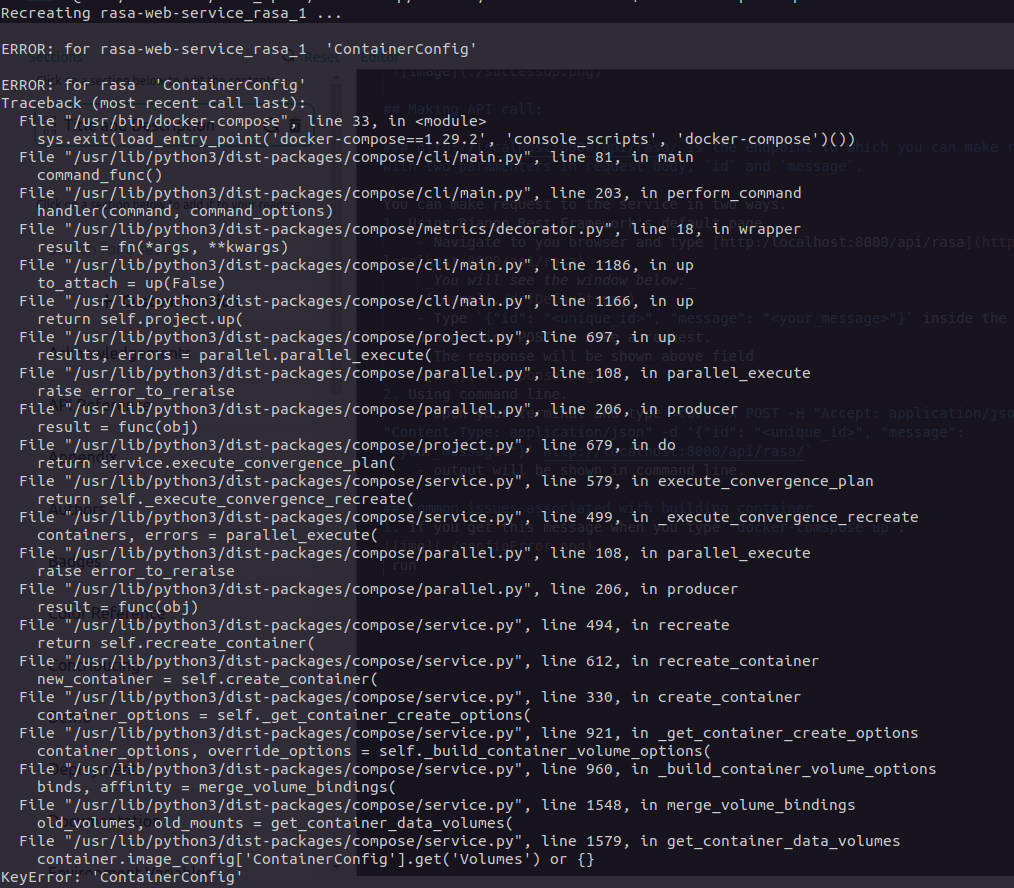 Recreating rasa-web-service_rasa_1 ...
ERROR: for rasa-web-service_rasa_1  'ContainerConfig'
ERROR: for rasa  'ContainerConfig'
Traceback (most recent call last):
  File "/usr/bin/docker-compose", line 33, in <module>
    sys.exit(load_entry_point('docker-compose==1.29.2', 'console_scripts', 'docker-compose')())
  File "/usr/lib/python3/dist-packages/compose/cli/main.py", line 81, in main
    command_func()
  File "/usr/lib/python3/dist-packages/compose/cli/main.py", line 203, in perform_command
    handler(command, command_options)
  File "/usr/lib/python3/dist-packages/compose/metrics/decorator.py", line 18, in wrapper
    result = fn(*args, **kwargs)
  File "/usr/lib/python3/dist-packages/compose/cli/main.py", line 1186, in up
    to_attach = up(False)
  File "/usr/lib/python3/dist-packages/compose/cli/main.py", line 1166, in up
    return self.project.up(
  File "/usr/lib/python3/dist-packages/compose/project.py", line 697, in up
    results, errors = parallel.parallel_execute(
  File "/usr/lib/python3/dist-packages/compose/parallel.py", line 108, in parallel_execute
    raise error_to_reraise
  File "/usr/lib/python3/dist-packages/compose/parallel.py", line 206, in producer
    result = func(obj)
  File "/usr/lib/python3/dist-packages/compose/project.py", line 679, in do
    return service.execute_convergence_plan(
  File "/usr/lib/python3/dist-packages/compose/service.py", line 579, in execute_convergence_plan
    return self._execute_convergence_recreate(
  File "/usr/lib/python3/dist-packages/compose/service.py", line 499, in _execute_convergence_recreate
    containers, errors = parallel_execute(
  File "/usr/lib/python3/dist-packages/compose/parallel.py", line 108, in parallel_execute
    raise error_to_reraise
  File "/usr/lib/python3/dist-packages/compose/parallel.py", line 206, in producer
    result = func(obj)
  File "/usr/lib/python3/dist-packages/compose/service.py", line 494, in recreate
    return self.recreate_container(
  File "/usr/lib/python3/dist-packages/compose/service.py", line 612, in recreate_container
    new_container = self.create_container(
  File "/usr/lib/python3/dist-packages/compose/service.py", line 330, in create_container
    container_options = self._get_container_create_options(
  File "/usr/lib/python3/dist-packages/compose/service.py", line 921, in _get_container_create_options
    container_options, override_options = self._build_container_volume_options(
  File "/usr/lib/python3/dist-packages/compose/service.py", line 960, in _build_container_volume_options
    binds, affinity = merge_volume_bindings(
  File "/usr/lib/python3/dist-packages/compose/service.py", line 1548, in merge_volume_bindings
    old_volumes, old_mounts = get_container_data_volumes(
  File "/usr/lib/python3/dist-packages/compose/service.py", line 1579, in get_container_data_volumes
    container.image_config['ContainerConfig'].get('Volumes') or {}
KeyError: 'ContainerConfig'